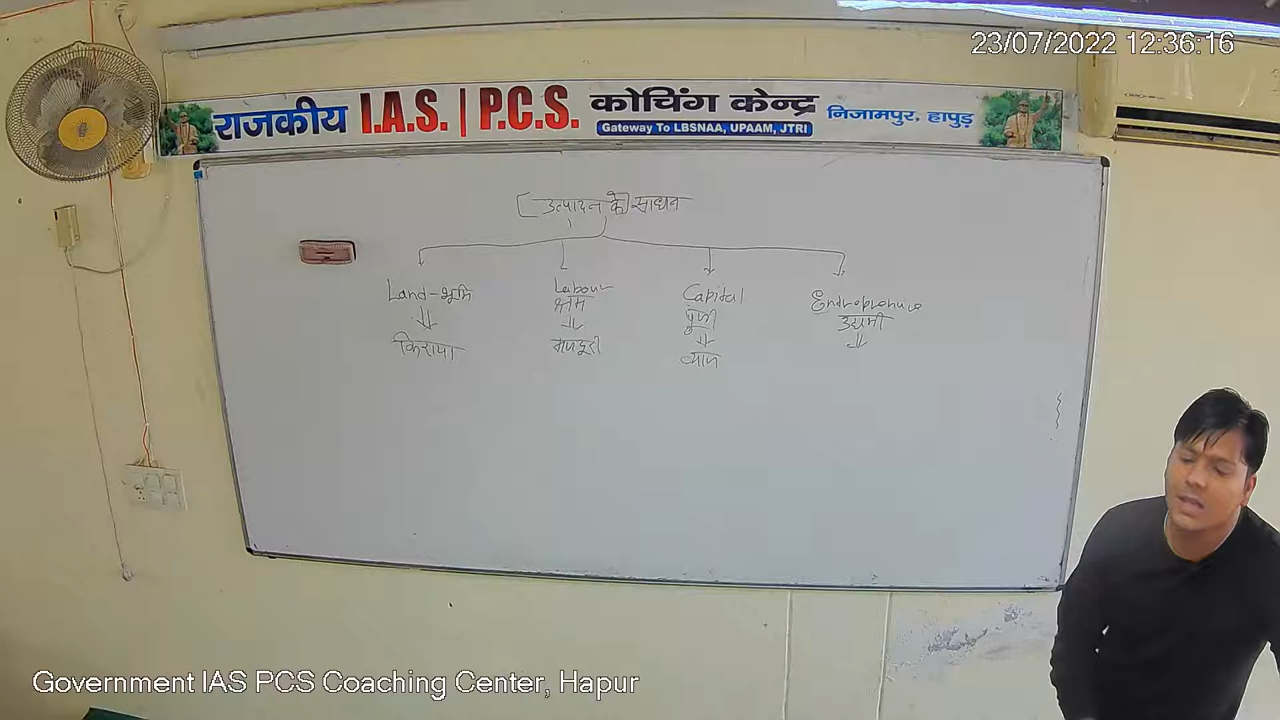 23/07/2022 12:36:16
राजकीय I.A.S. | P.C.S. कोचिंग केन्द्र निजामपुर, हापुड़
Gateway To LBSNAA, UPAAM, JTRI
[उत्पादन के] साधन
Land-भूमि
किराया
Labour
श्रम
मजदूरी
Capital
पूंजी
ब्याज
उद्यमी
Government IAS PCS Coaching Center, Hapur